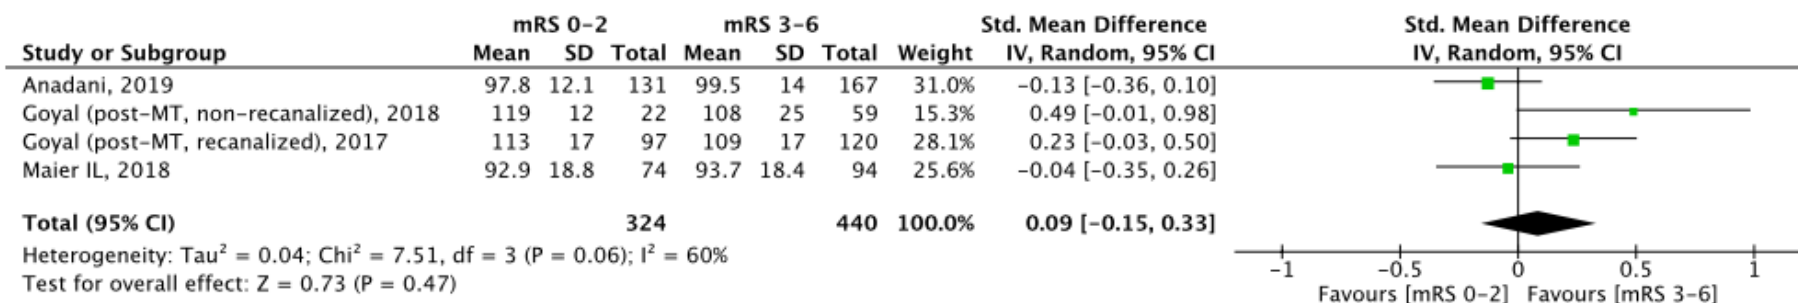 mRS 0-2 mRS 3-6 Std. Mean Difference Std. Mean Difference
Study or Subgroup Mean SD Total Mean SD Total Weight IV, Random, 95% CI IV, Random, 95% CI
Anadani, 2019 97.8 12.1 131 99.5 14 167 31.0% -0.13 [-0.36, 0.10]
Goyal (post-MT, non-recanalized), 2018 119 12 22 108 25 59 15.3% 0.49 [-0.01, 0.98]
Goyal (post-MT, recanalized), 2017 113 17 97 109 17 120 28.1% 0.23 [-0.03, 0.50]
Maier IL, 2018 92.9 18.8 74 93.7 18.4 94 25.6% -0.04 [-0.35, 0.26]
Total (95% CI) 324 440 100.0% 0.09 [-0.15, 0.33]
Heterogeneity: Tau² = 0.04; Chi² = 7.51, df = 3 (P = 0.06); I² = 60%
Test for overall effect: Z = 0.73 (P = 0.47)
-1 -0.5 0 0.5 1
Favours [mRS 0-2] Favours [mRS 3-6]